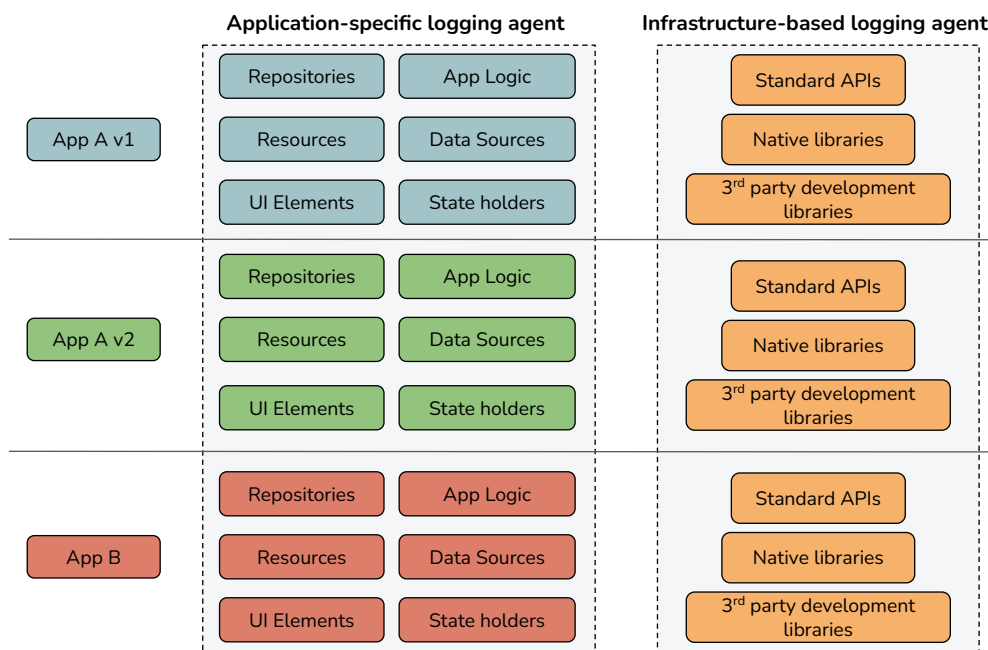 Application-specific logging agent
Infrastructure-based logging agent
App A v1
Repositories
App Logic
Resources
Data Sources
UI Elements
State holders
Standard APIs
Native libraries
3rd party development
libraries
App A v2
Repositories
App Logic
Resources
Data Sources
UI Elements
State holders
Standard APIs
Native libraries
3rd party development
libraries
App B
Repositories
App Logic
Resources
Data Sources
UI Elements
State holders
Standard APIs
Native libraries
3rd party development
libraries